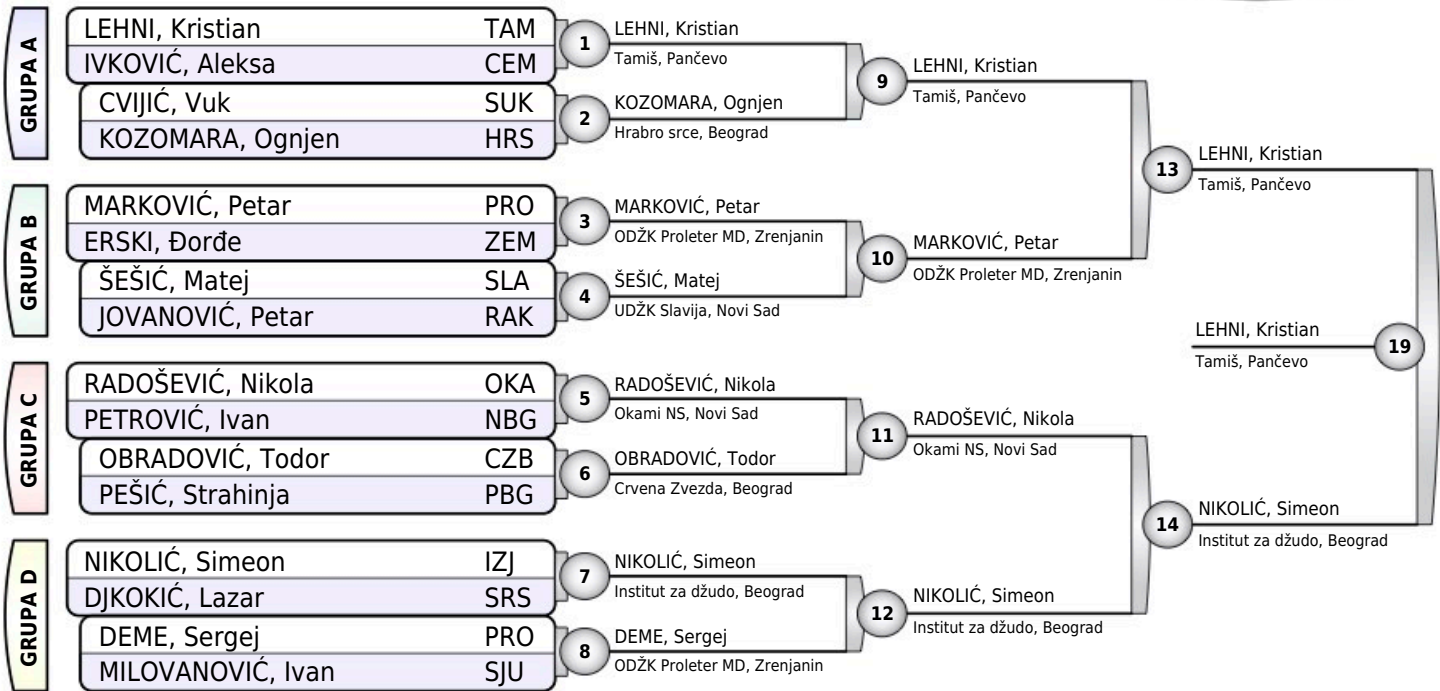 GRUPA A
LEHNI, Kristian TAM
IVKOVIĆ, Aleksa CEM
CVIJIĆ, Vuk SUK
KOZOMARA, Ognjen HRS
GRUPA B
MARKOVIĆ, Petar PRO
ERSKI, Đorđe ZEM
ŠEŠIĆ, Matej SLA
JOVANOVIĆ, Petar RAK
GRUPA C
RADOŠEVIĆ, Nikola OKA
PETROVIĆ, Ivan NBG
OBRADOVIĆ, Todor CZB
PEŠIĆ, Strahinja PBG
GRUPA D
NIKOLIĆ, Simeon IZJ
DJKOKIĆ, Lazar SRS
DEME, Sergej PRO
MILOVANOVIĆ, Ivan SJU
1
LEHNI, Kristian
Tamiš, Pančevo
2
KOZOMARA, Ognjen
Hrabro srce, Beograd
3
MARKOVIĆ, Petar
ODŽK Proleter MD, Zrenjanin
4
ŠEŠIĆ, Matej
UDŽK Slavija, Novi Sad
5
RADOŠEVIĆ, Nikola
Okami NS, Novi Sad
6
OBRADOVIĆ, Todor
Crvena Zvezda, Beograd
7
NIKOLIĆ, Simeon
Institut za džudo, Beograd
8
DEME, Sergej
ODŽK Proleter MD, Zrenjanin
9
LEHNI, Kristian
Tamiš, Pančevo
10
MARKOVIĆ, Petar
ODŽK Proleter MD, Zrenjanin
11
RADOŠEVIĆ, Nikola
Okami NS, Novi Sad
12
NIKOLIĆ, Simeon
Institut za džudo, Beograd
13
LEHNI, Kristian
Tamiš, Pančevo
14
NIKOLIĆ, Simeon
Institut za džudo, Beograd
LEHNI, Kristian
Tamiš, Pančevo
19